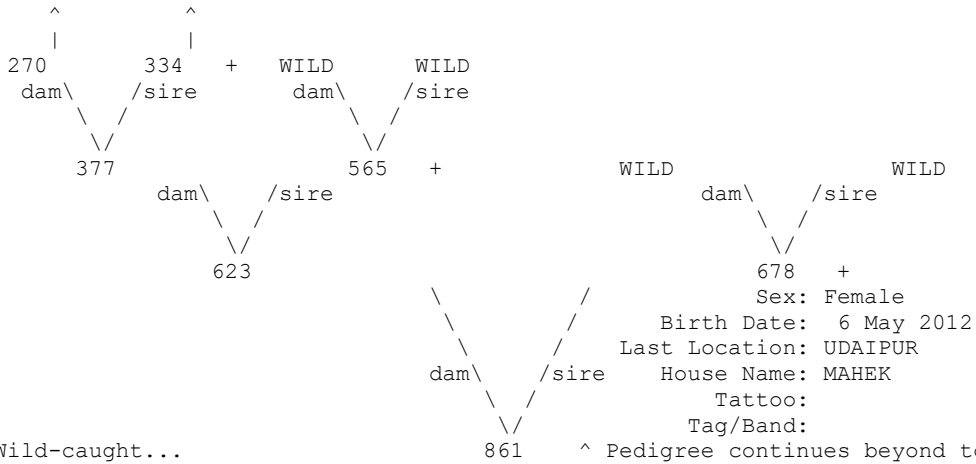 ^ ^
| |
270 334 + WILD WILD
dam\ /sire dam\ /sire
\ / \ /
\/ \/
377 565 + WILD WILD
dam\ /sire dam\ /sire
\ / \ /
\/ \/
623 678 +
\ / Sex: Female
\ / Birth Date: 6 May 2012
\ / Last Location: UDAIPUR
dam\ /sire House Name: MAHEK
\ / Tattoo:
\/ Tag/Band:
Wild-caught... 861 ^ Pedigree continues beyond